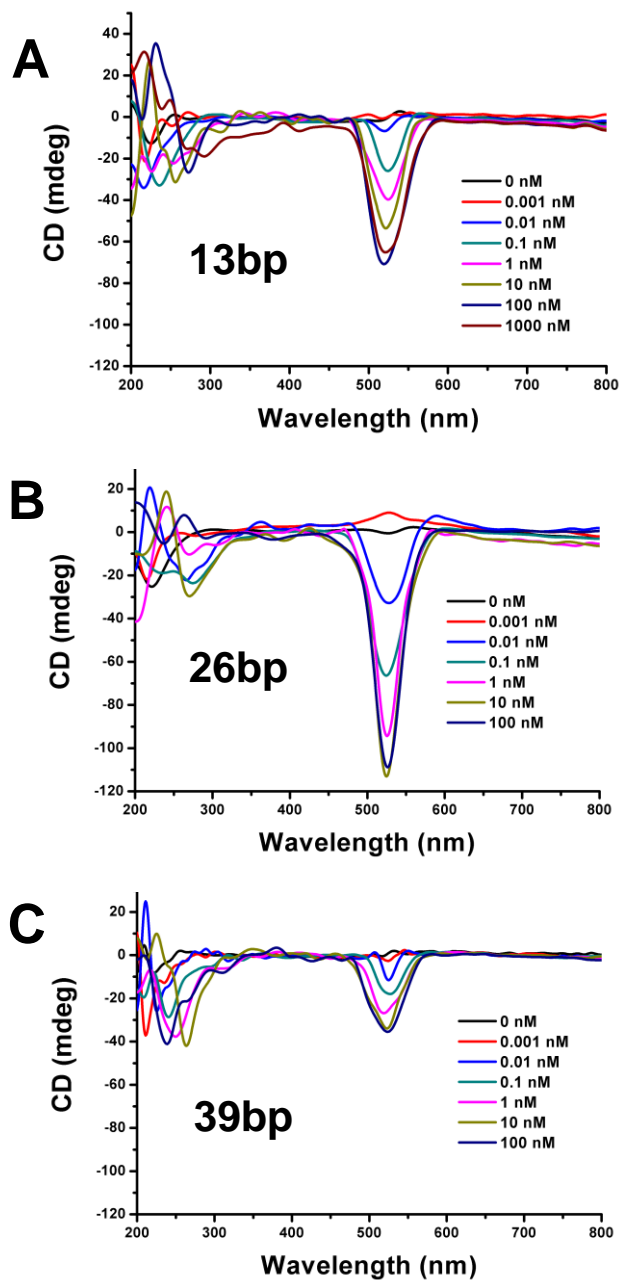 A
CD (mdeg)
40
20
0
-20
-40
-60
-80
-100
-120
13bp
0 nM
0.001 nM
0.01 nM
0.1 nM
1 nM
10 nM
100 nM
1000 nM
200 300 400 500 600 700 800
Wavelength (nm)
B
CD (mdeg)
20
0
-20
-40
-60
-80
-100
-120
26bp
0 nM
0.001 nM
0.01 nM
0.1 nM
1 nM
10 nM
100 nM
200 300 400 500 600 700 800
Wavelength (nm)
C
CD (mdeg)
20
0
-20
-40
-60
-80
-100
-120
39bp
0 nM
0.001 nM
0.01 nM
0.1 nM
1 nM
10 nM
100 nM
200 300 400 500 600 700 800
Wavelength (nm)